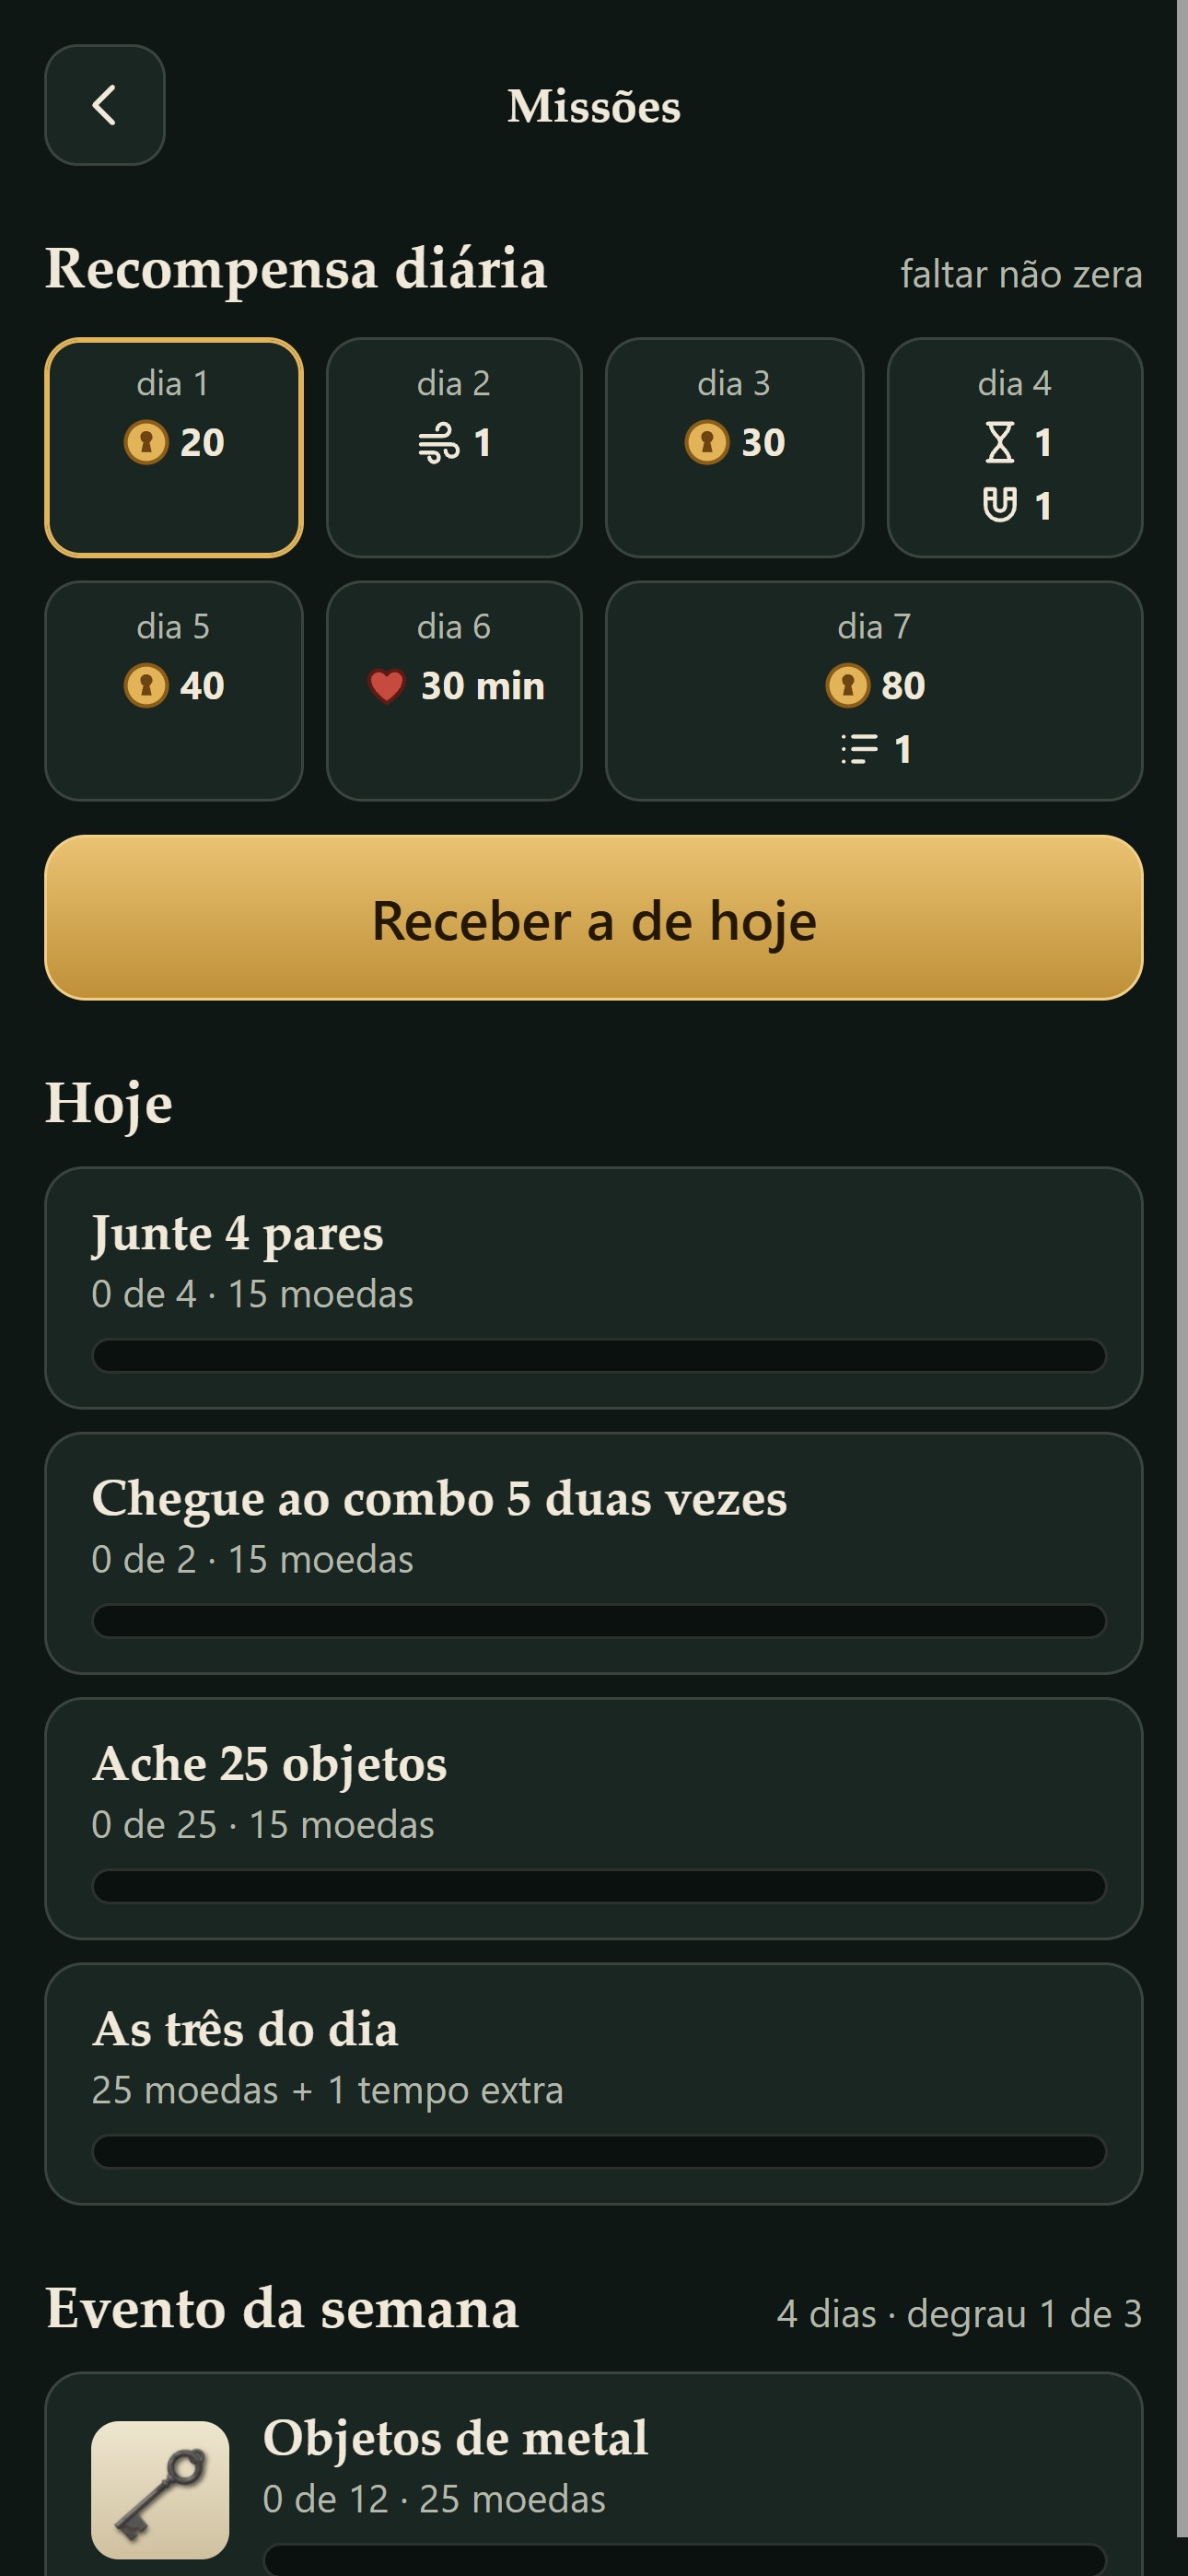 Missões
Recompensa diária
faltar não zera
dia 1
20
dia 2
1
dia 3
30
dia 4
1
1
dia 5
40
dia 6
30 min
dia 7
80
1
Receber a de hoje
Hoje
Junte 4 pares
0 de 4 · 15 moedas
Chegue ao combo 5 duas vezes
0 de 2 · 15 moedas
Ache 25 objetos
0 de 25 · 15 moedas
As três do dia
25 moedas + 1 tempo extra
Evento da semana
4 dias · degrau 1 de 3
Objetos de metal
0 de 12 · 25 moedas